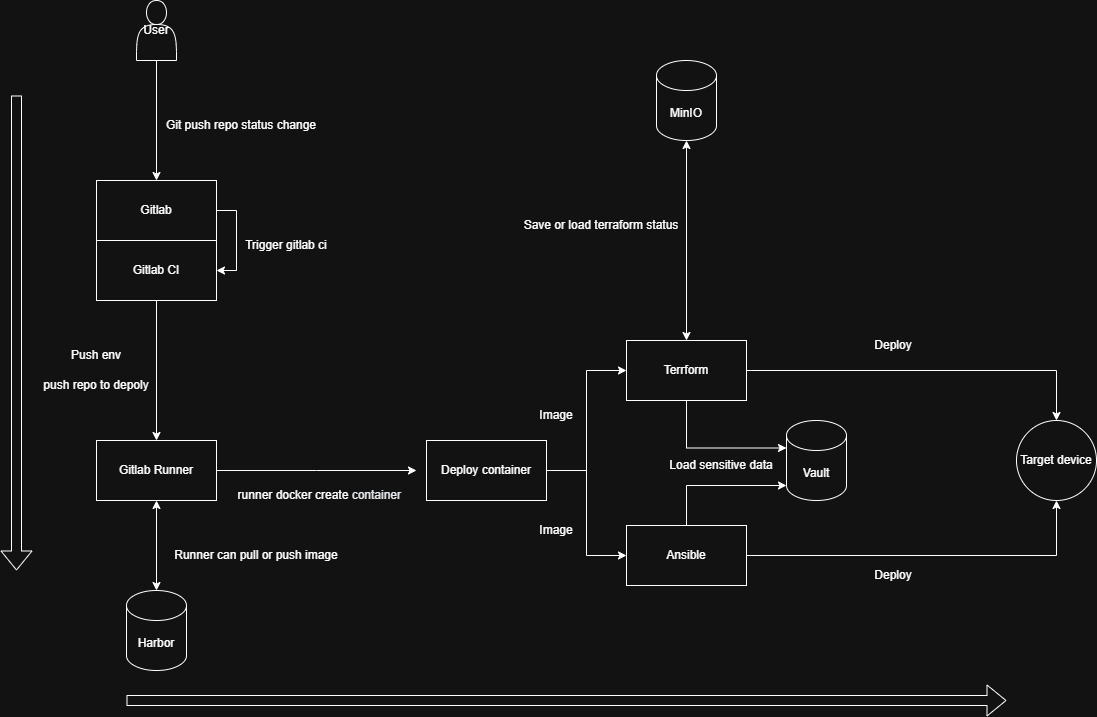 User
Git push repo status change
Gitlab
Trigger gitlab ci
Gitlab CI
Push env
push repo to depoly
Gitlab Runner
runner docker create container
Runner can pull or push image
Harbor
Deploy container
Image
Image
MinIO
Save or load terraform status
Terrform
Load sensitive data
Vault
Ansible
Deploy
Deploy
Target device